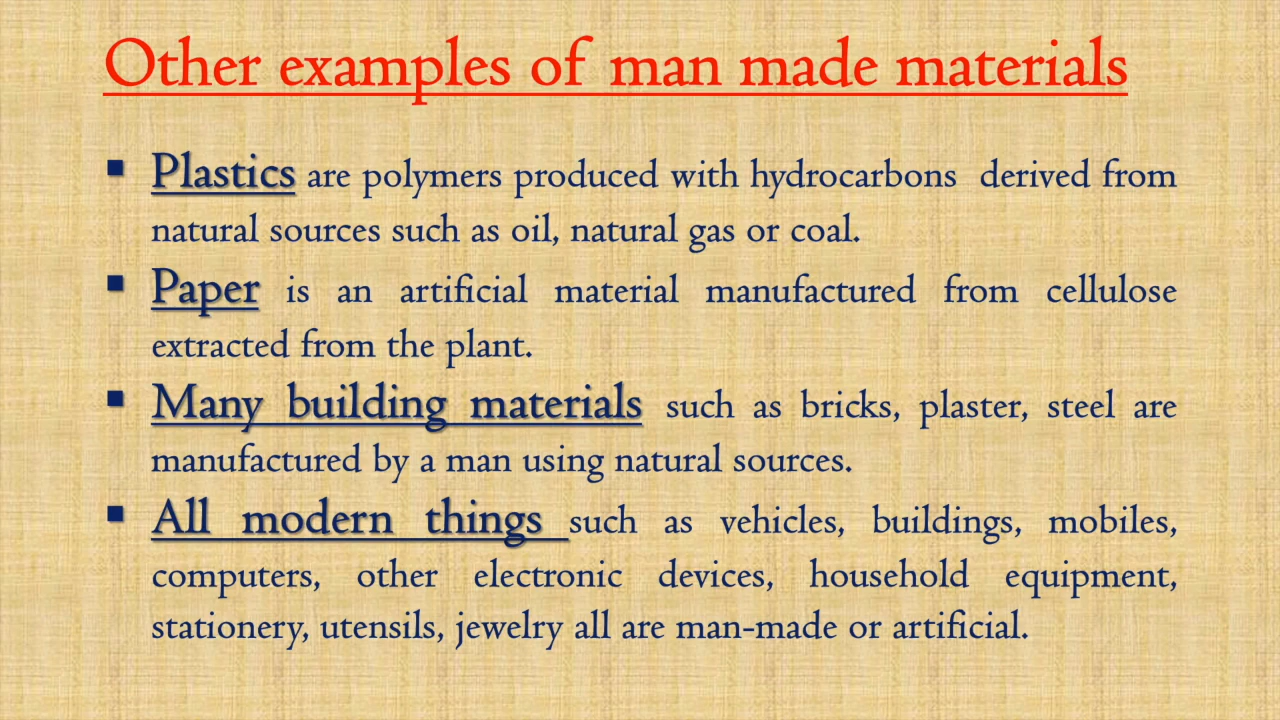 Other examples of man made materials
▪ Plastics are polymers produced with hydrocarbons derived from
natural sources such as oil, natural gas or coal.
▪ Paper is an artificial material manufactured from cellulose
extracted from the plant.
▪ Many building materials such as bricks, plaster, steel are
manufactured by a man using natural sources.
▪ All modern things such as vehicles, buildings, mobiles,
computers, other electronic devices, household equipment,
stationery, utensils, jewelry all are man-made or artificial.